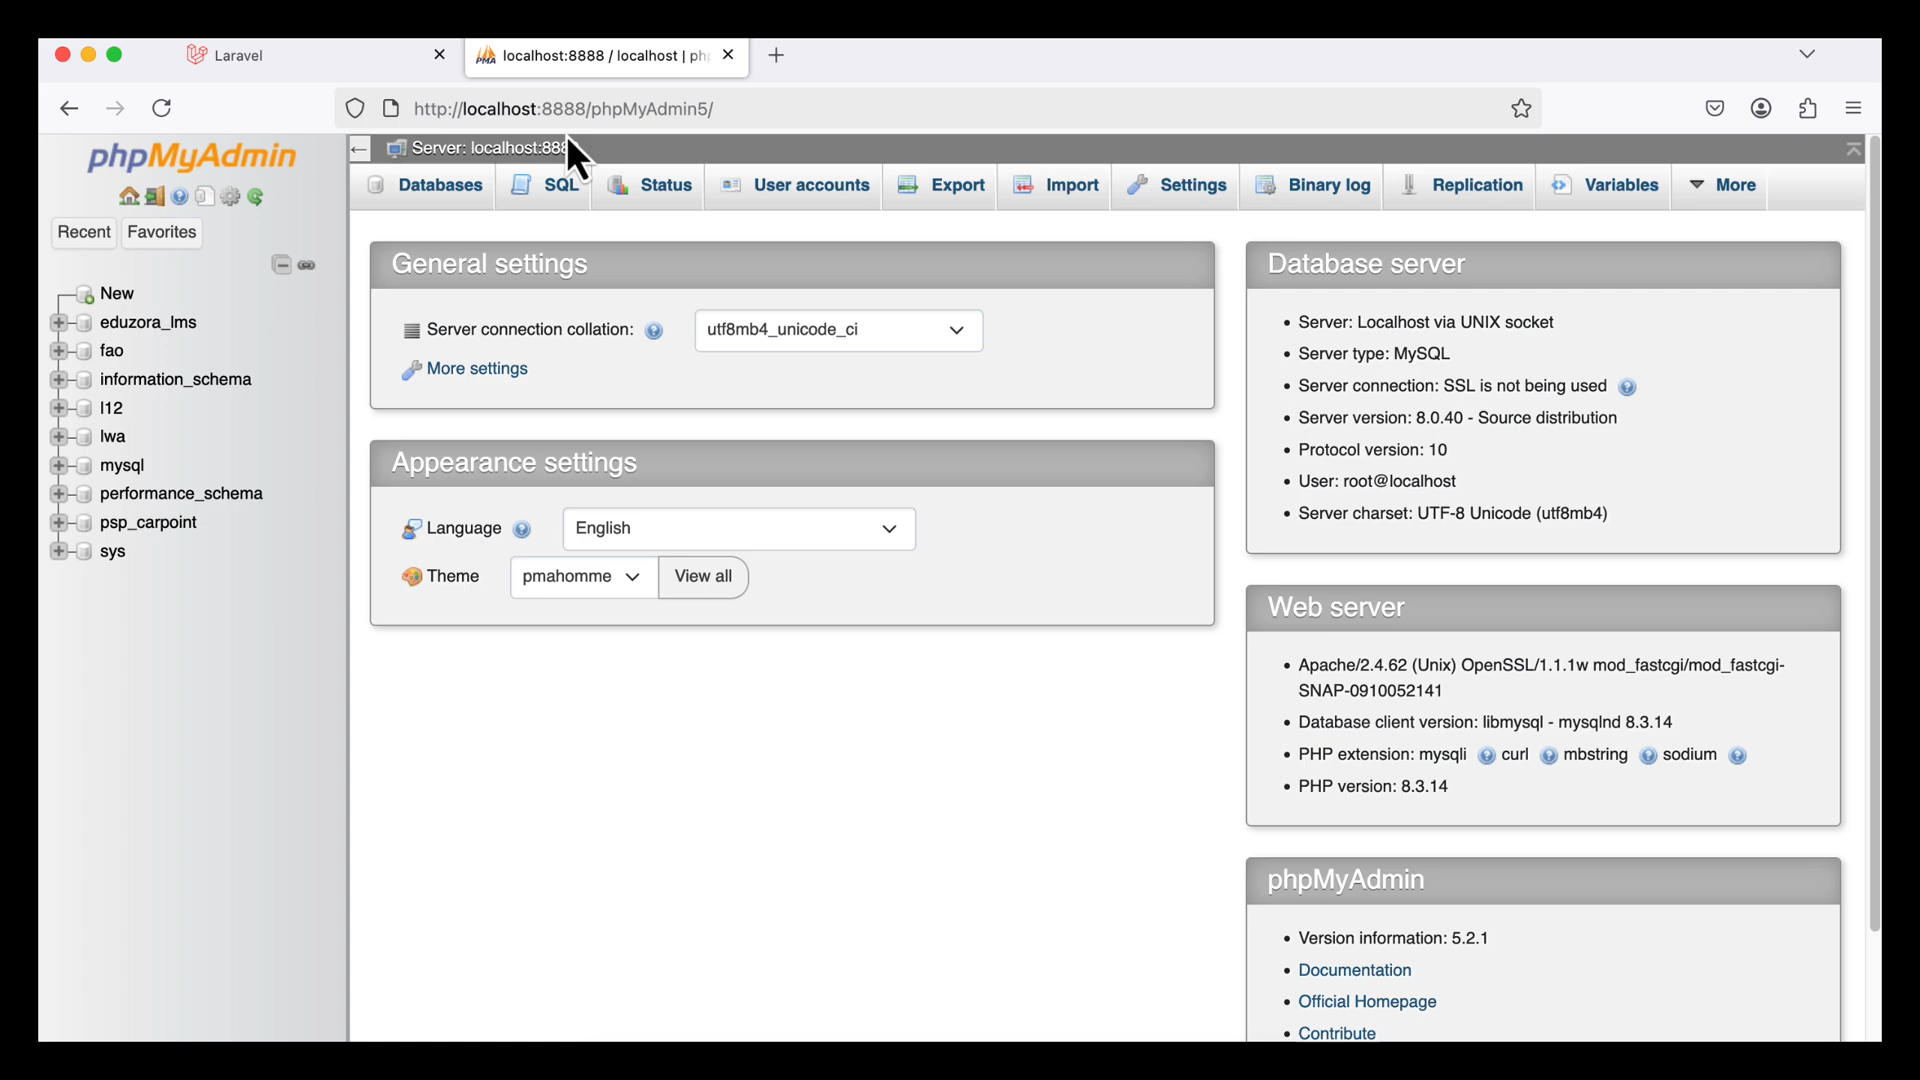 Laravel
localhost:8888 / localhost | ph
http://localhost:8888/phpMyAdmin5/
phpMyAdmin
Recent
Favorites
New
eduzora_lms
fao
information_schema
l12
lwa
mysql
performance_schema
psp_carpoint
sys
Server: localhost:888
Databases
SQL
Status
User accounts
Export
Import
Settings
Binary log
Replication
Variables
More
General settings
Server connection collation:
utf8mb4_unicode_ci
More settings
Appearance settings
Language
English
Theme
pmahomme
View all
Database server
Server: Localhost via UNIX socket
Server type: MySQL
Server connection: SSL is not being used
Server version: 8.0.40 - Source distribution
Protocol version: 10
User: root@localhost
Server charset: UTF-8 Unicode (utf8mb4)
Web server
Apache/2.4.62 (Unix) OpenSSL/1.1.1w mod_fastcgi/mod_fastcgi-
SNAP-0910052141
Database client version: libmysql - mysqlnd 8.3.14
PHP extension: mysqli curl mbstring sodium
PHP version: 8.3.14
phpMyAdmin
Version information: 5.2.1
Documentation
Official Homepage
Contribute